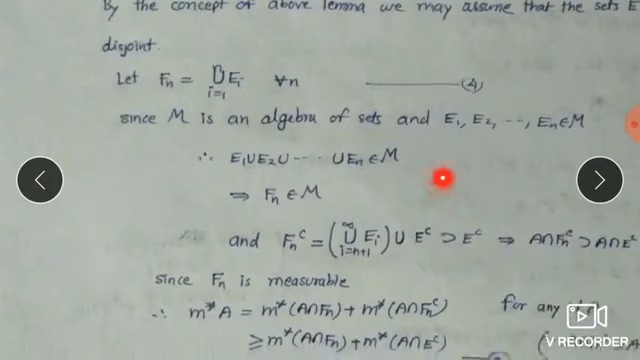 By the concept of above lemma we may assume that the sets E
disjoint.
Let Fn = ⋃_{i=1}^{n} Ei ∀n ——— (4)
since M is an algebra of sets and E1, E2, ---, En ∈ M
∴ E1 ∪ E2 ∪ --- ∪ En ∈ M
⇒ Fn ∈ M
and Fn^c = (⋃_{i=n+1}^{∞} Ei) ∪ E^c ⊃ E^c ⇒ A∩Fn^c ⊃ A∩E^c
since Fn is measurable
∴ m*A = m*(A∩Fn) + m*(A∩Fn^c) for any
≥ m*(A∩Fn) + m*(A∩E^c)
V RECORDER